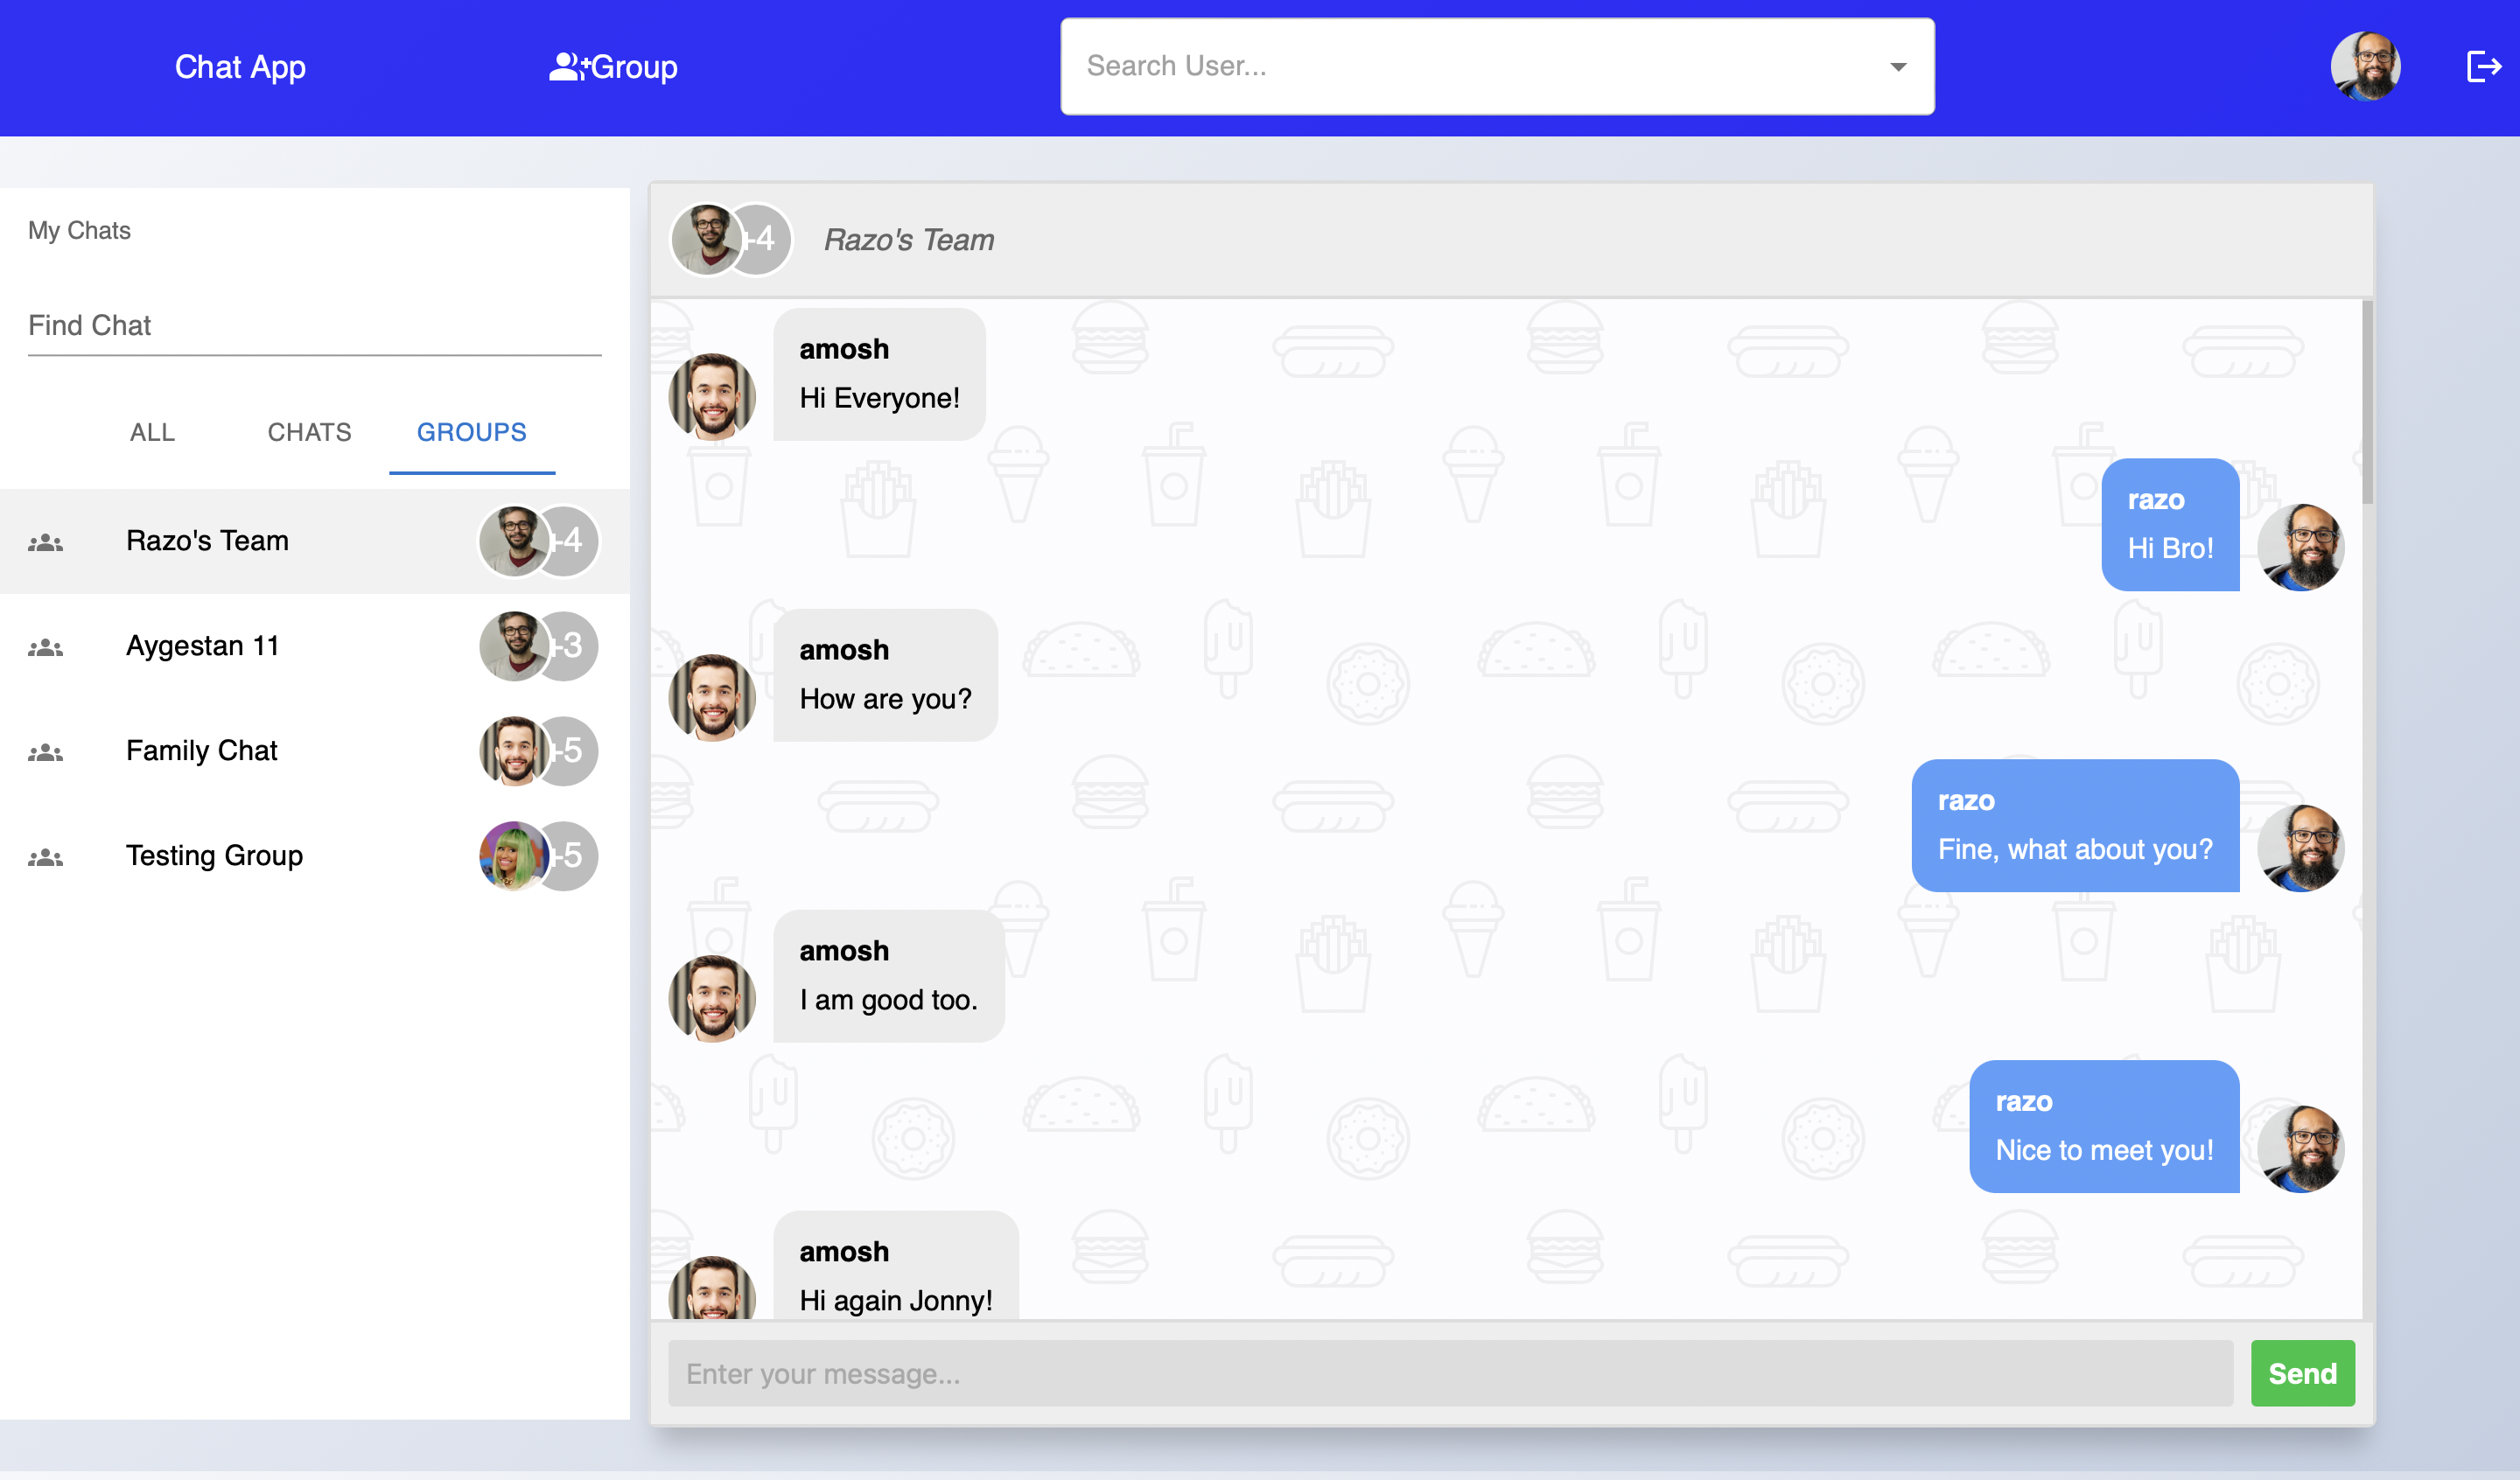 Chat App
Group
Search User...
My Chats
Find Chat
ALL CHATS GROUPS
Razo's Team +4
Aygestan 11 +3
Family Chat +5
Testing Group +5
+4 Razo's Team
amosh
Hi Everyone!
razo
Hi Bro!
amosh
How are you?
razo
Fine, what about you?
amosh
I am good too.
razo
Nice to meet you!
amosh
Hi again Jonny!
Enter your message...
Send